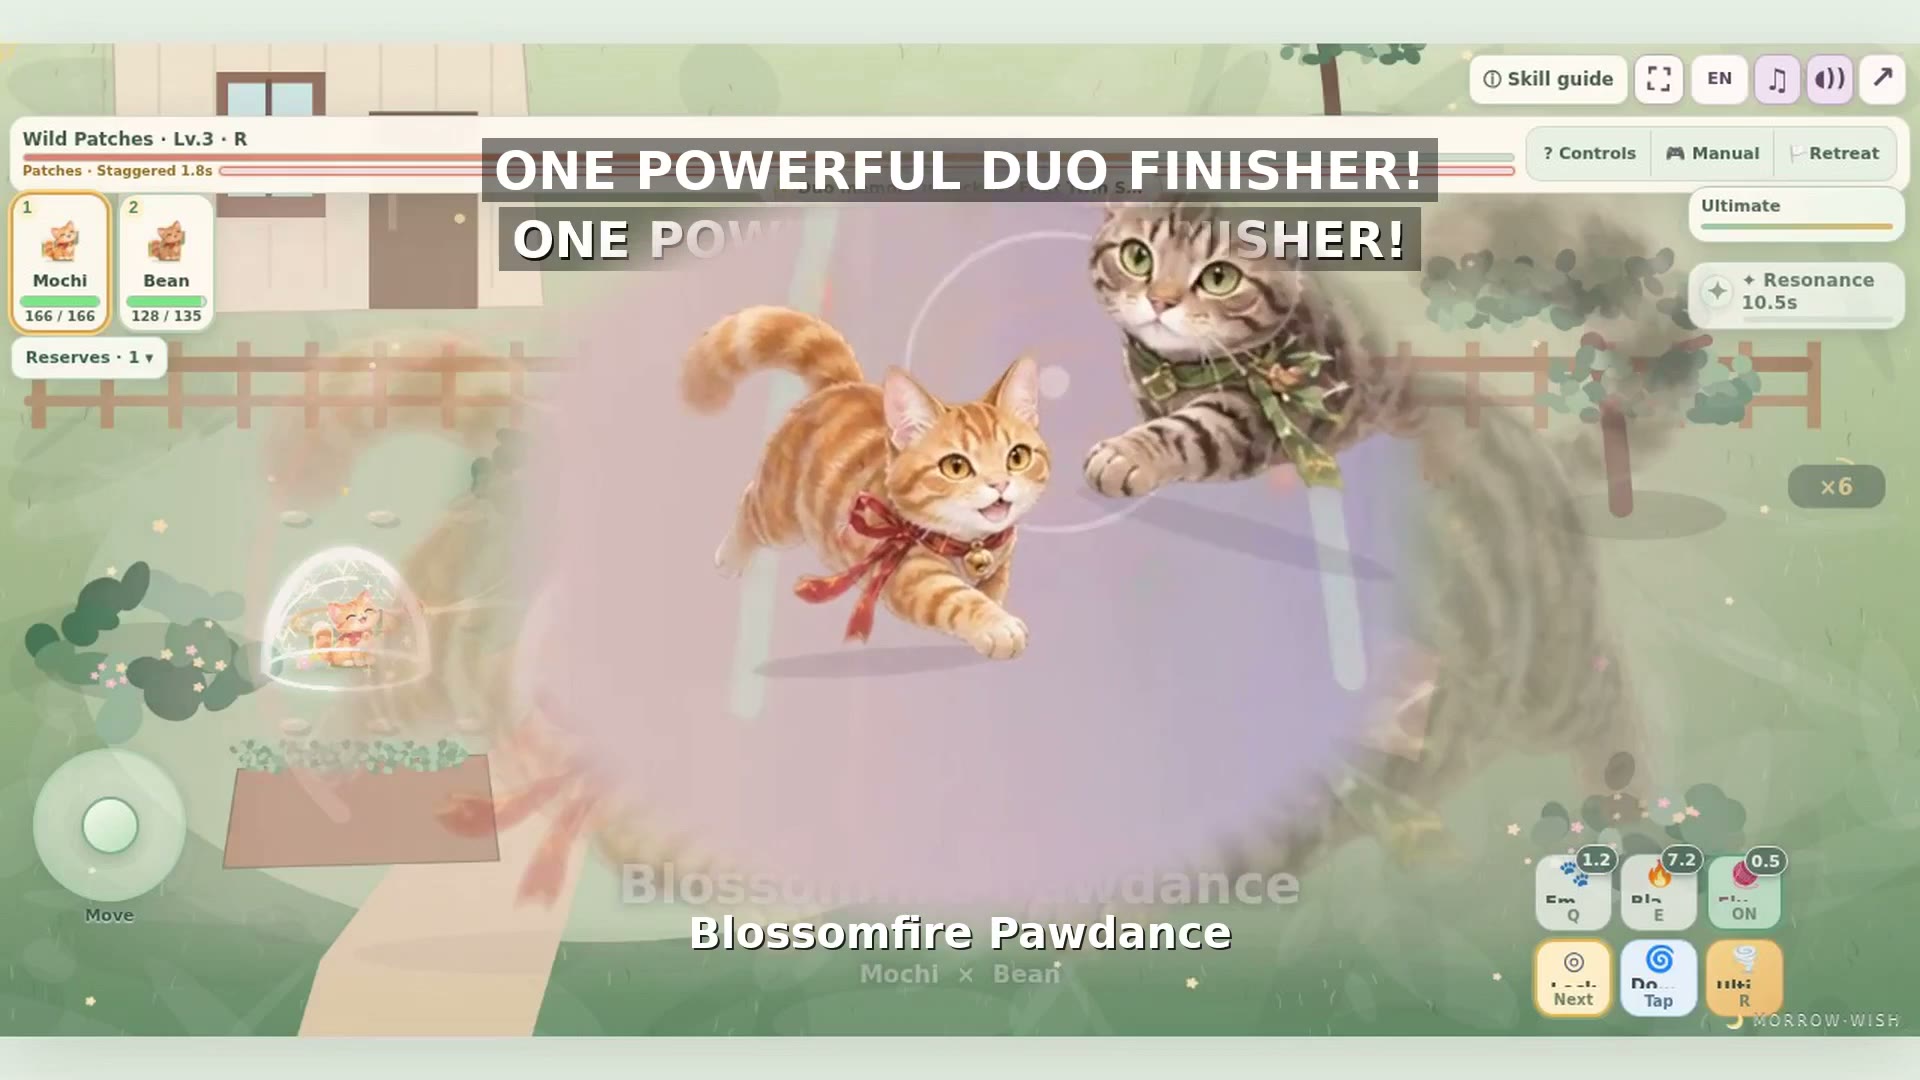 ⓘ Skill guide
EN
Wild Patches · Lv.3 · R
Patches · Staggered 1.8s
? Controls
Manual
Retreat
ONE POWERFUL DUO FINISHER!
ONE POW ISHER!
1
Mochi
166 / 166
2
Bean
128 / 135
Reserves · 1 ▾
Ultimate
✦ Resonance
10.5s
×6
Move
1.2
7.2
0.5
Q
E
ON
Next
Do...
Tap
Ulti
R
Blossomfire Pawdance
Blossomfire Pawdance
Mochi × Bean
MORROW·WISH